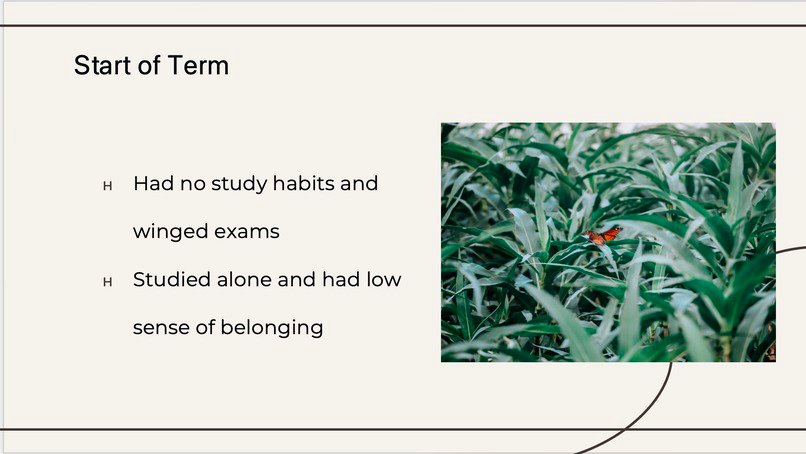 Start of Term
H Had no study habits and
winged exams
H Studied alone and had low
sense of belonging